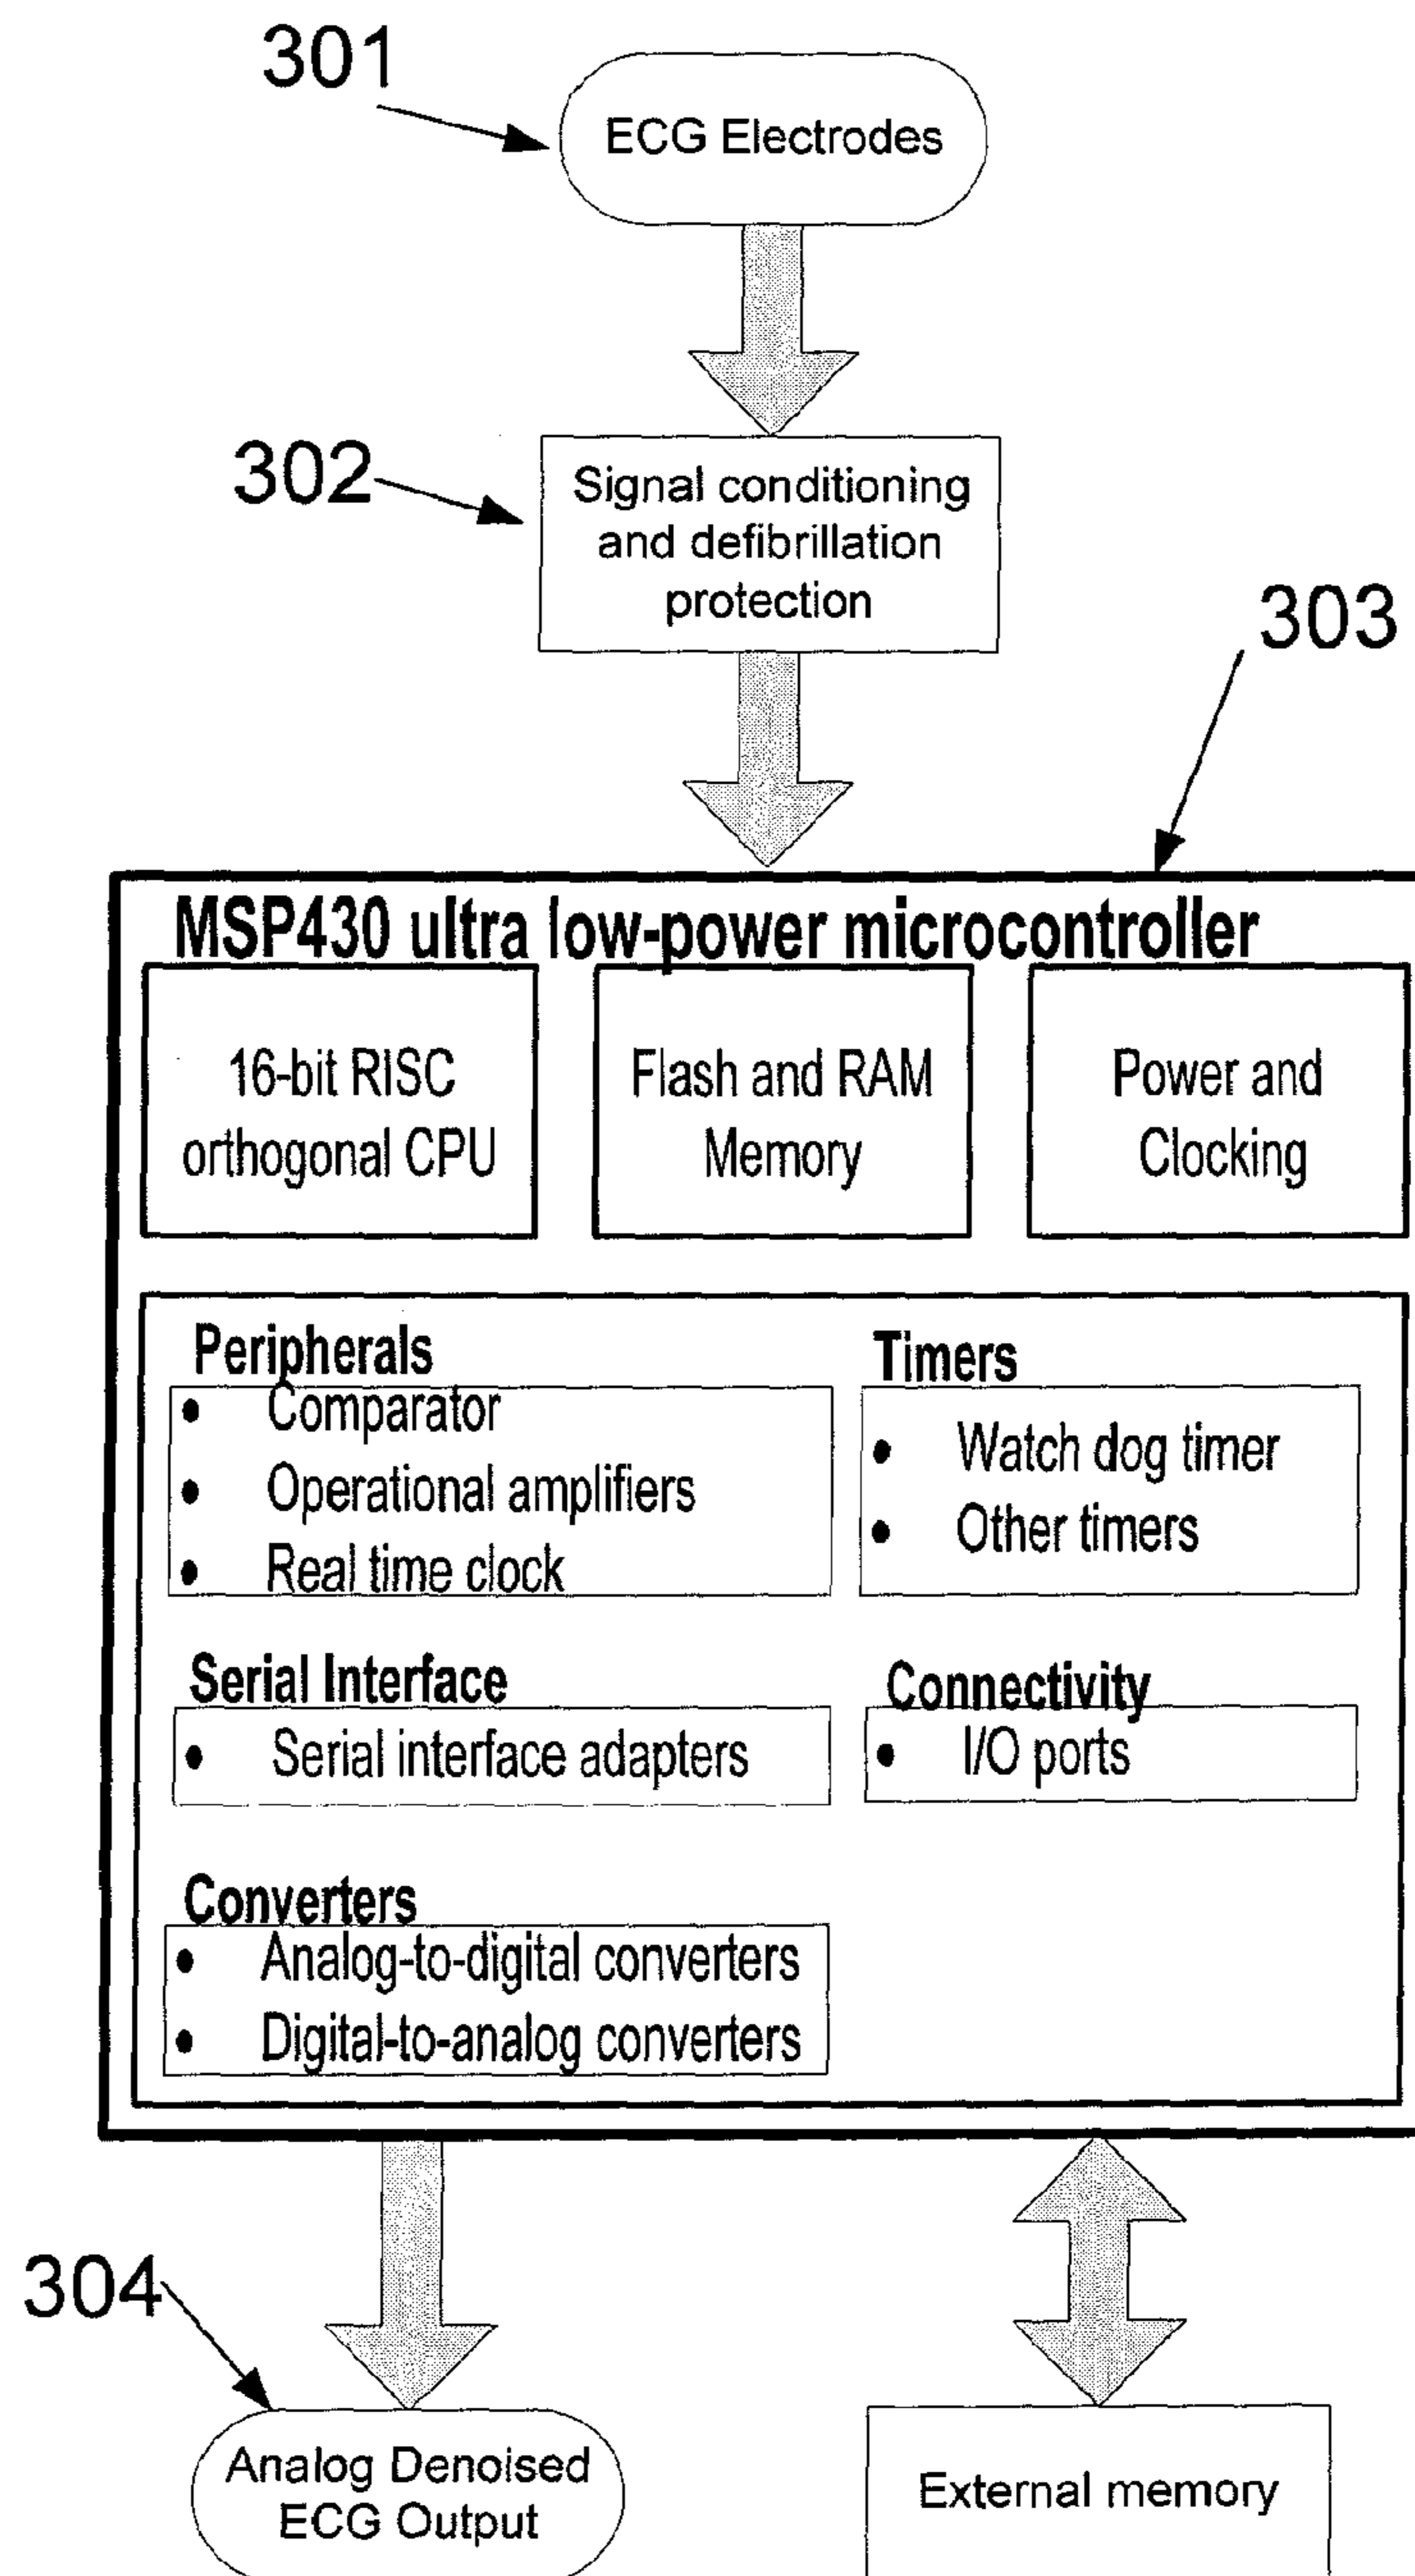 301
ECG Electrodes
302
Signal conditioning
and defibrillation
protection
303
MSP430 ultra low-power microcontroller
16-bit RISC
orthogonal CPU
Flash and RAM
Memory
Power and
Clocking
Peripherals
• Comparator
• Operational amplifiers
• Real time clock
Timers
• Watch dog timer
• Other timers
Serial Interface
• Serial interface adapters
Connectivity
• I/O ports
Converters
• Analog-to-digital converters
• Digital-to-analog converters
304
Analog Denoised
ECG Output
External memory